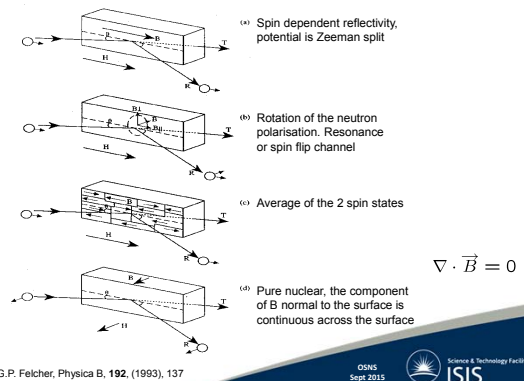 (a) Spin dependent reflectivity,
potential is Zeeman split
B
H
T
R
(b) Rotation of the neutron
polarisation. Resonance
or spin flip channel
B⊥
B
B||
H
T
R
(c) Average of the 2 spin states
B
H
T
R
∇ · B⃗ = 0
(d) Pure nuclear, the component
of B normal to the surface is
continuous across the surface
B
θ
H
T
R
G.P. Felcher, Physica B, 192, (1993), 137
OSNS
Sept 2015
Science & Technology Facili
ISIS